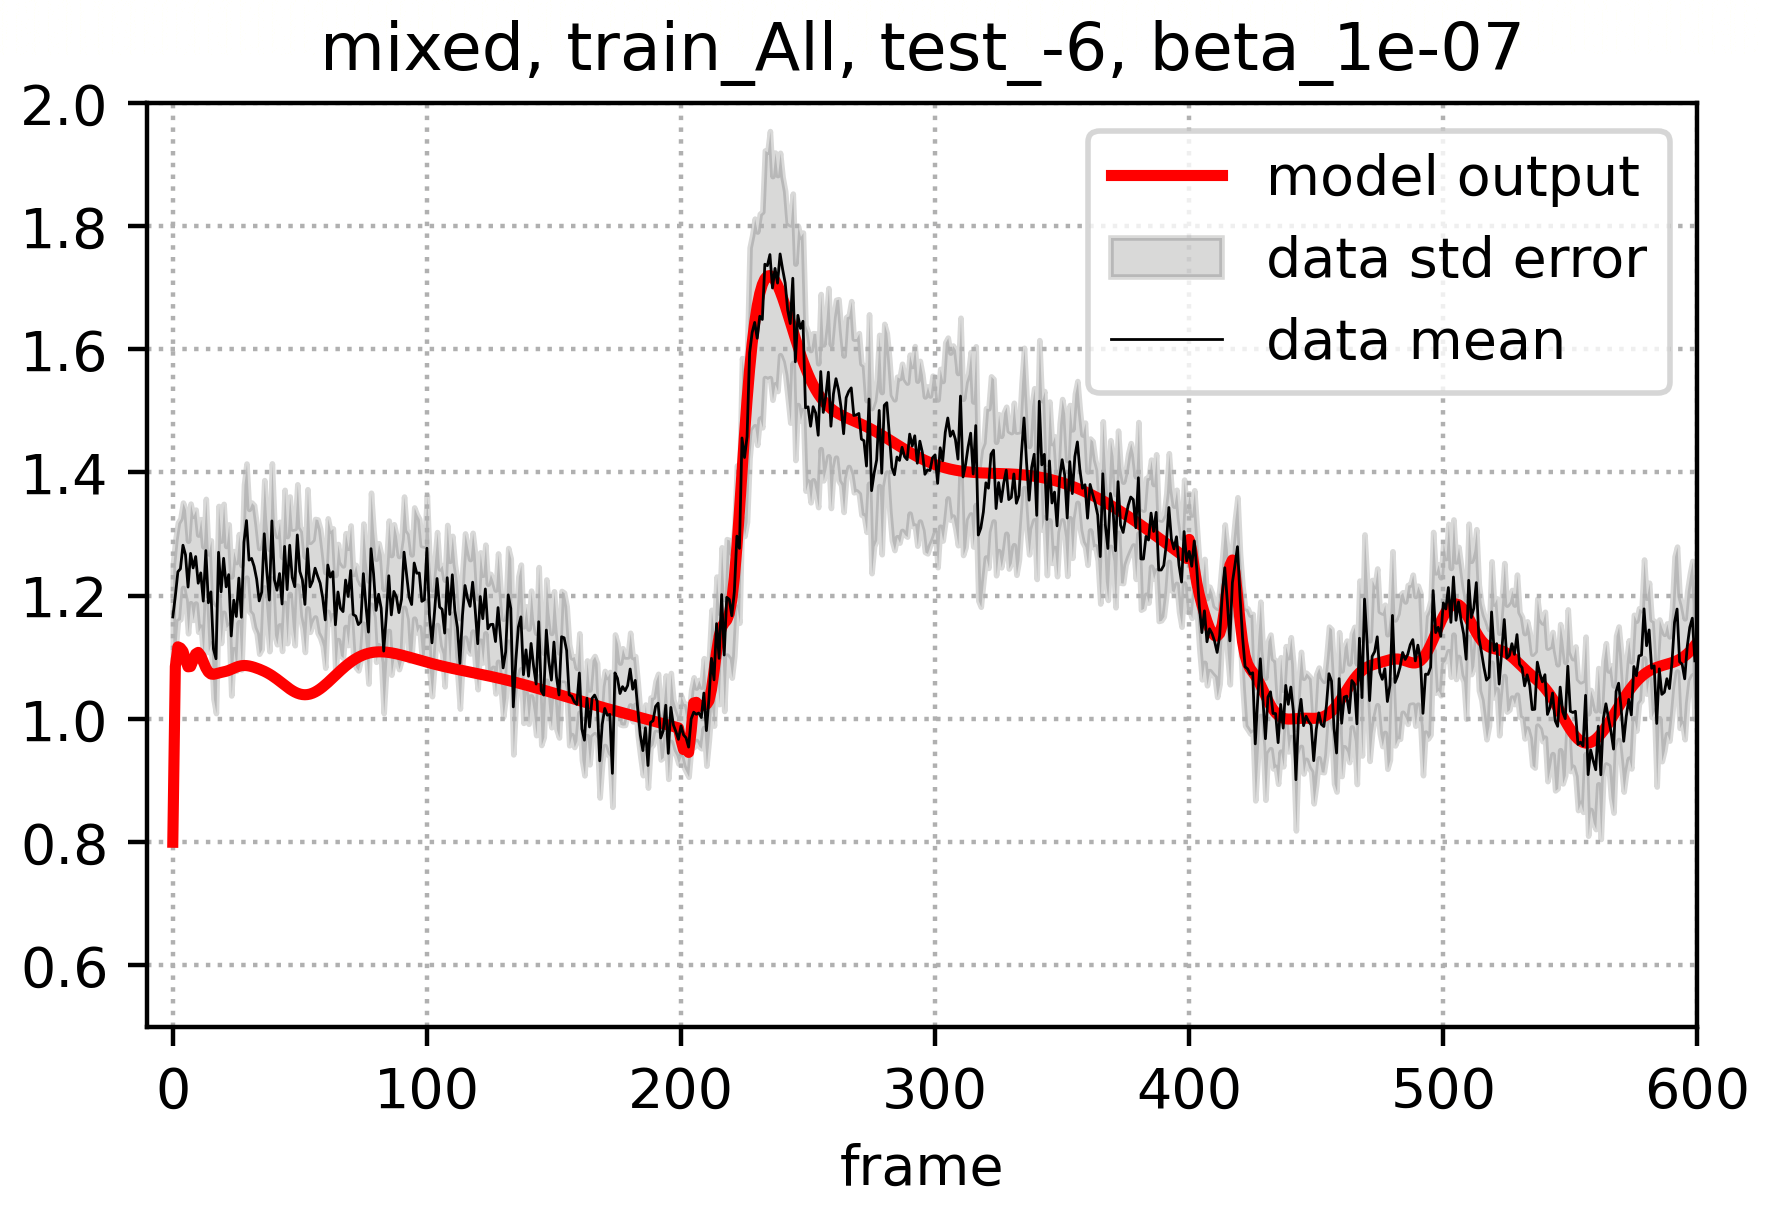 mixed, train_All, test_-6, beta_1e-07
2.0
1.8
1.6
1.4
1.2
1.0
0.8
0.6
model output
data std error
data mean
0 100 200 300 400 500 600
frame